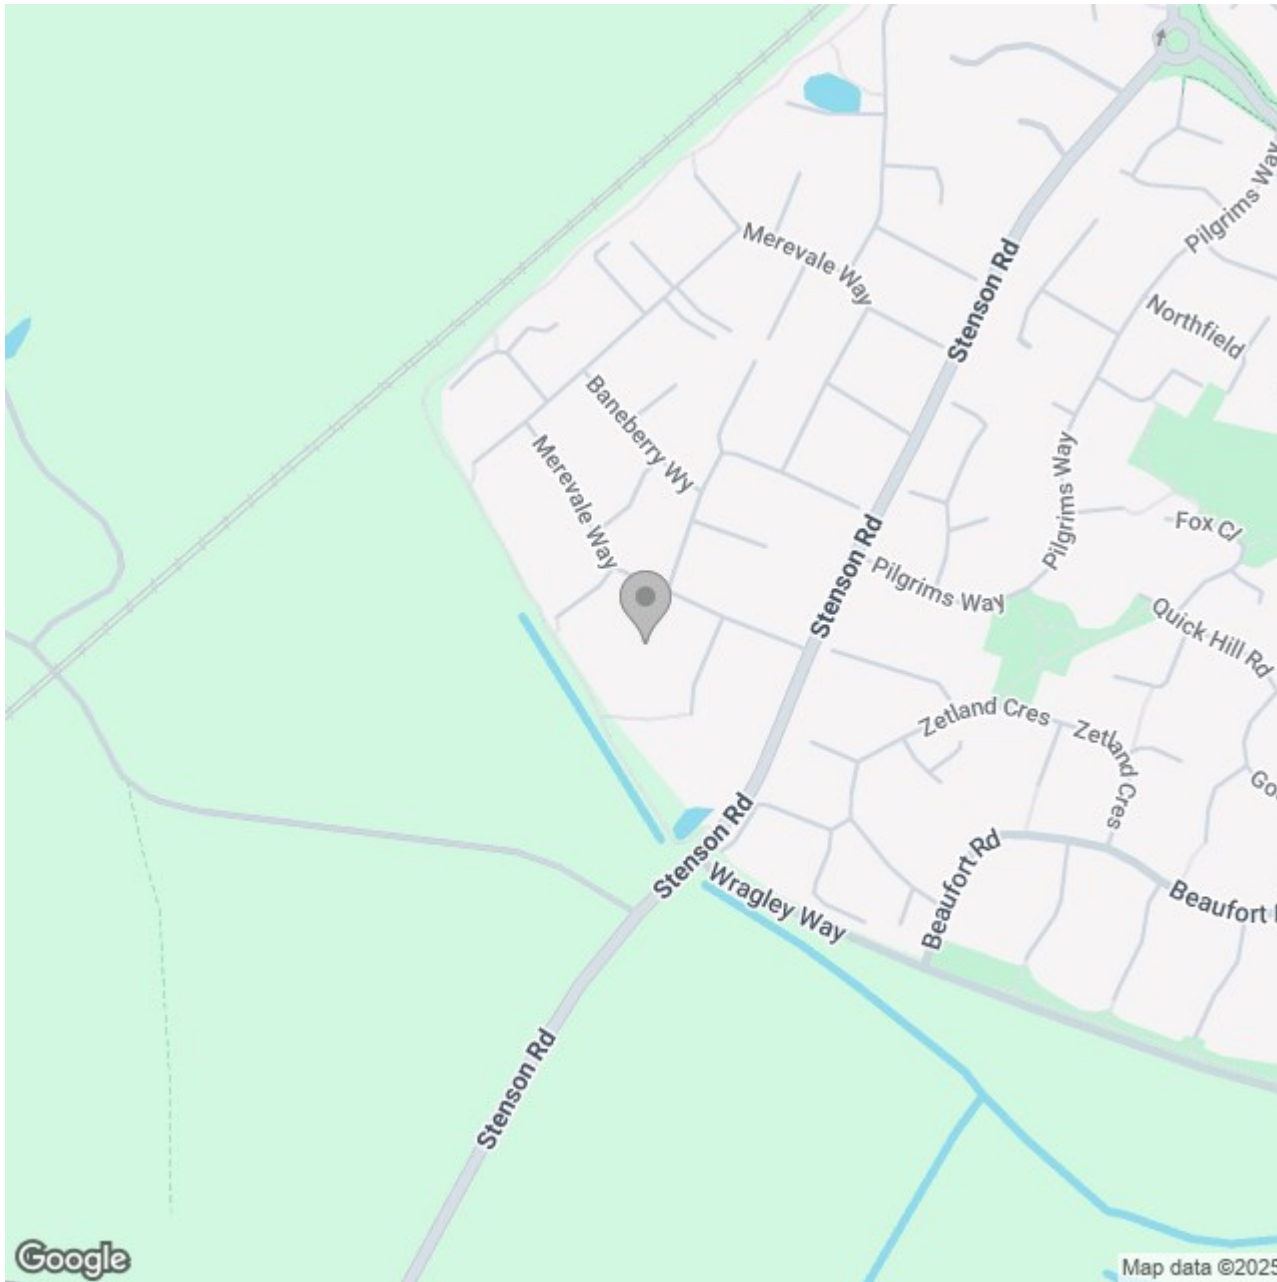 Pilgrims Way
Merevale Way
Stenson Rd
Northfield
Baneberry Wy
Merevale Way
Pilgrims Way
Fox Cl
Stenson Rd
Pilgrims Way
Quick Hill Rd
Zetland Cres
Zetland Cres
Go
Stenson Rd
Beaufort Rd
Wragley Way
Beaufort
Stenson Rd
Google
Map data ©2025